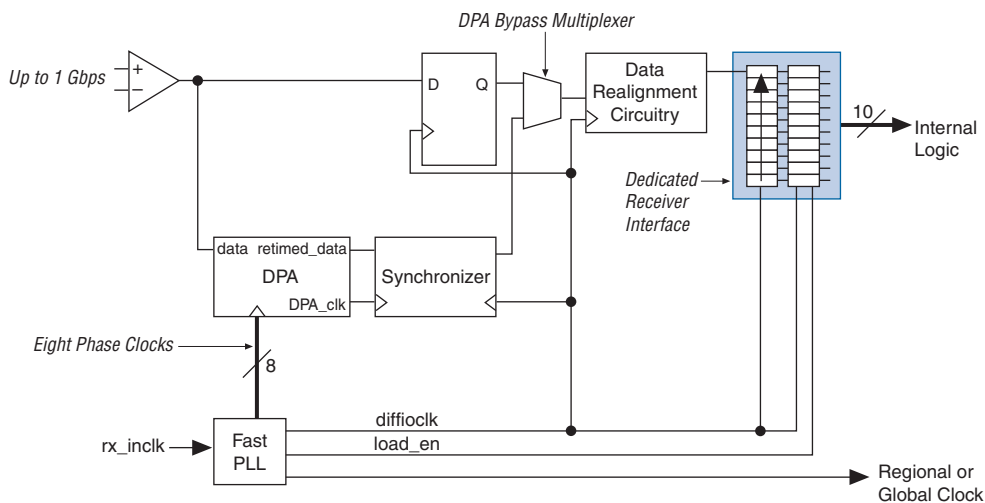 DPA Bypass Multiplexer
Up to 1 Gbps
+
−
D Q
Data
Realignment
Circuitry
10
Internal
Logic
Dedicated
Receiver
Interface
data retimed_data
DPA
DPA_clk
Synchronizer
Eight Phase Clocks
8
rx_inclk
Fast
PLL
diffioclk
load_en
Regional or
Global Clock